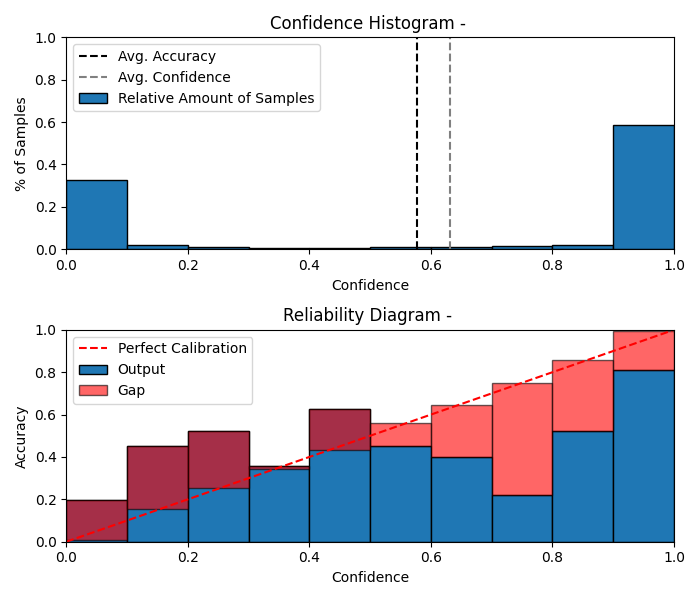 Confidence Histogram -
1.0
0.8
0.6
0.4
0.2
0.0
% of Samples
Avg. Accuracy
Avg. Confidence
Relative Amount of Samples
0.0 0.2 0.4 0.6 0.8 1.0
Confidence
Reliability Diagram -
1.0
0.8
0.6
0.4
0.2
0.0
Accuracy
Perfect Calibration
Output
Gap
0.0 0.2 0.4 0.6 0.8 1.0
Confidence